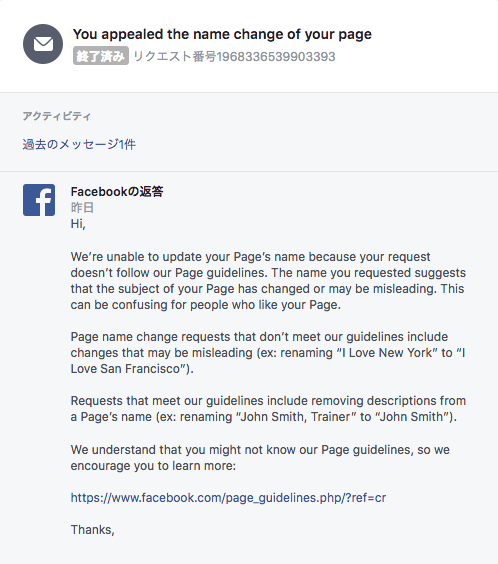 You appealed the name change of your page
終了済み リクエスト番号1968336539903393
アクティビティ
過去のメッセージ1件
Facebookの返答
昨日
Hi,
We're unable to update your Page's name because your request
doesn't follow our Page guidelines. The name you requested suggests
that the subject of your Page has changed or may be misleading. This
can be confusing for people who like your Page.
Page name change requests that don't meet our guidelines include
changes that may be misleading (ex: renaming “I Love New York” to “I
Love San Francisco”).
Requests that meet our guidelines include removing descriptions from
a Page's name (ex: renaming “John Smith, Trainer” to “John Smith”).
We understand that you might not know our Page guidelines, so we
encourage you to learn more:
https://www.facebook.com/page_guidelines.php/?ref=cr
Thanks,